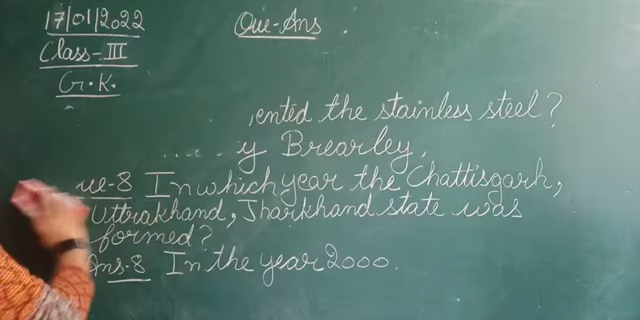 17/01/2022
Class-III
G.K.
Que-Ans
ented the stainless steel?
y Brearley.
ue-8 In which year the Chattisgarh,
Uttrakhand, Jharkhand state was
formed?
Ans.8 In the year 2000.